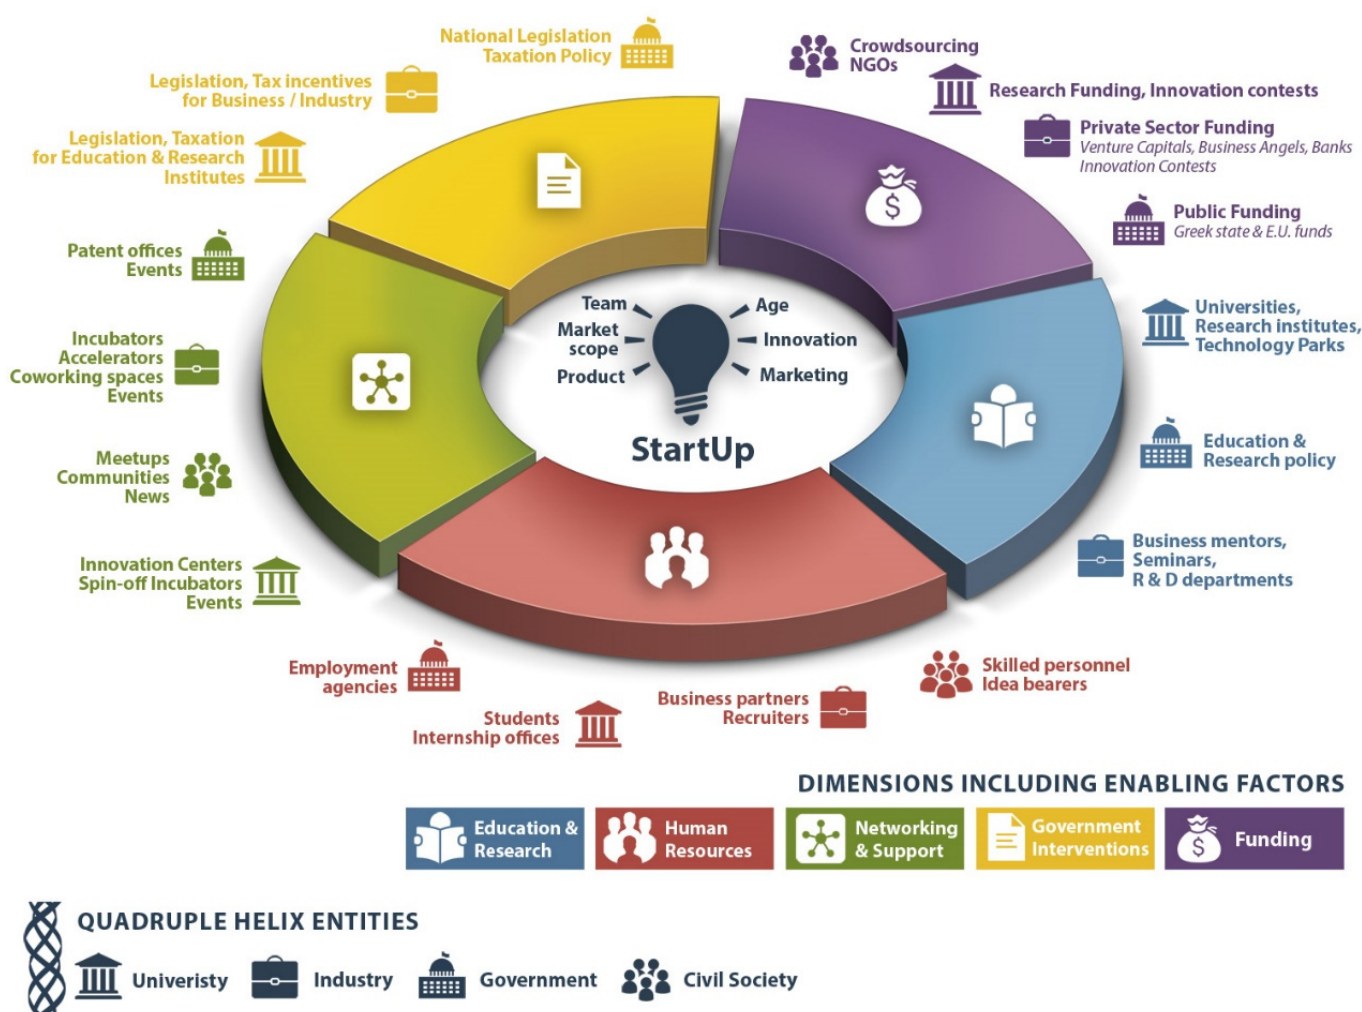 National Legislation
Taxation Policy
Legislation, Tax incentives
for Business / Industry
Legislation, Taxation
for Education & Research
Institutes
Crowdsourcing
NGOs
Research Funding, Innovation contests
Private Sector Funding
Venture Capitals, Business Angels, Banks
Innovation Contests
Public Funding
Greek state & E.U. funds
Patent offices
Events
Incubators
Accelerators
Coworking spaces
Events
Meetups
Communities
News
Innovation Centers
Spin-off Incubators
Events
$
Team
Market
scope
Product
Age
Innovation
Marketing
StartUp
Universities,
Research institutes,
Technology Parks
Education &
Research policy
Business mentors,
Seminars,
R & D departments
Employment
agencies
Students
Internship offices
Business partners
Recruiters
Skilled personnel
Idea bearers
DIMENSIONS INCLUDING ENABLING FACTORS
Education &
Research
Human
Resources
Networking
& Support
Government
Interventions
$
Funding
QUADRUPLE HELIX ENTITIES
Univeristy
Industry
Government
Civil Society